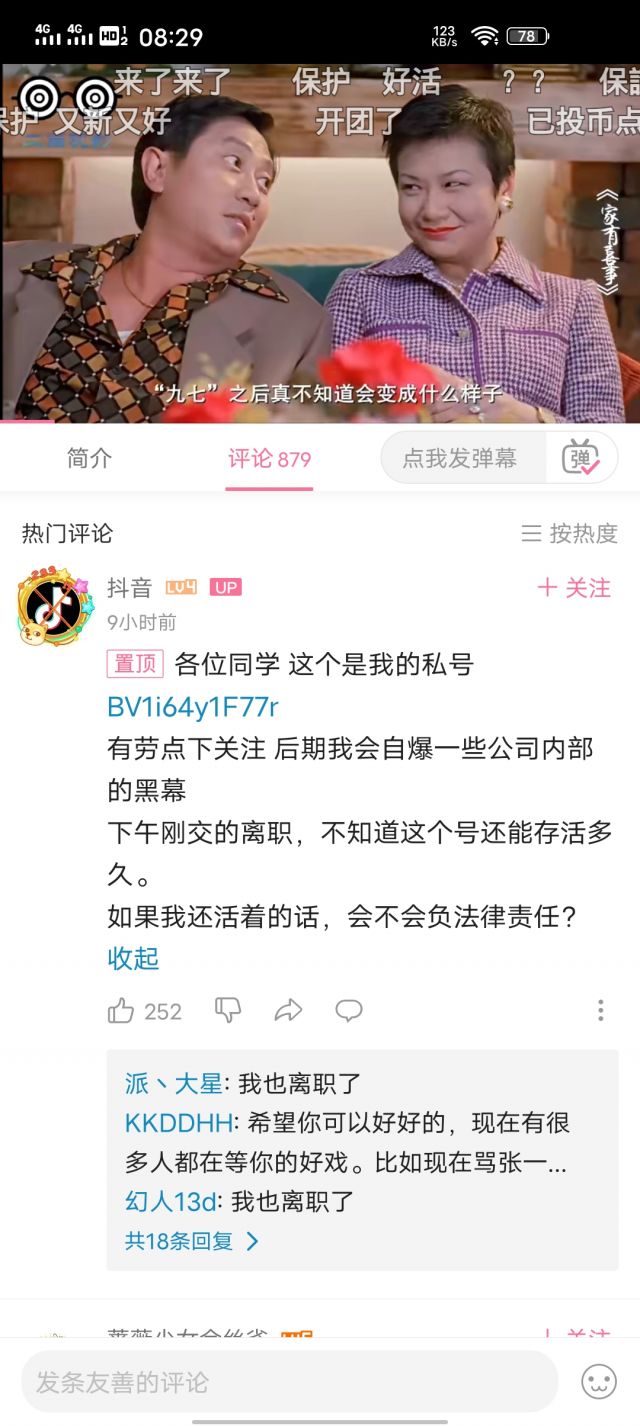 4G 4G HD 1 2 08:29 123 KB/s 78
来了来了 保护 好活 ？？ 保護
保护 又新又好 开团了 已投币点
《家有喜事》
“九七”之后真不知道会变成什么样子
简介 评论 879 点我发弹幕 弹
热门评论 按热度
抖音 LV4 UP + 关注
9小时前
置顶 各位同学 这个是我的私号
BV1i64y1F77r
有劳点下关注 后期我会自爆一些公司内部
的黑幕
下午刚交的离职，不知道这个号还能存活多
久。
如果我还活着的话，会不会负法律责任？
收起
252
派丶大星: 我也离职了
KKDDHH: 希望你可以好好的，现在有很
多人都在等你的好戏。比如现在骂张一...
幻人13d: 我也离职了
共18条回复 >
发条友善的评论